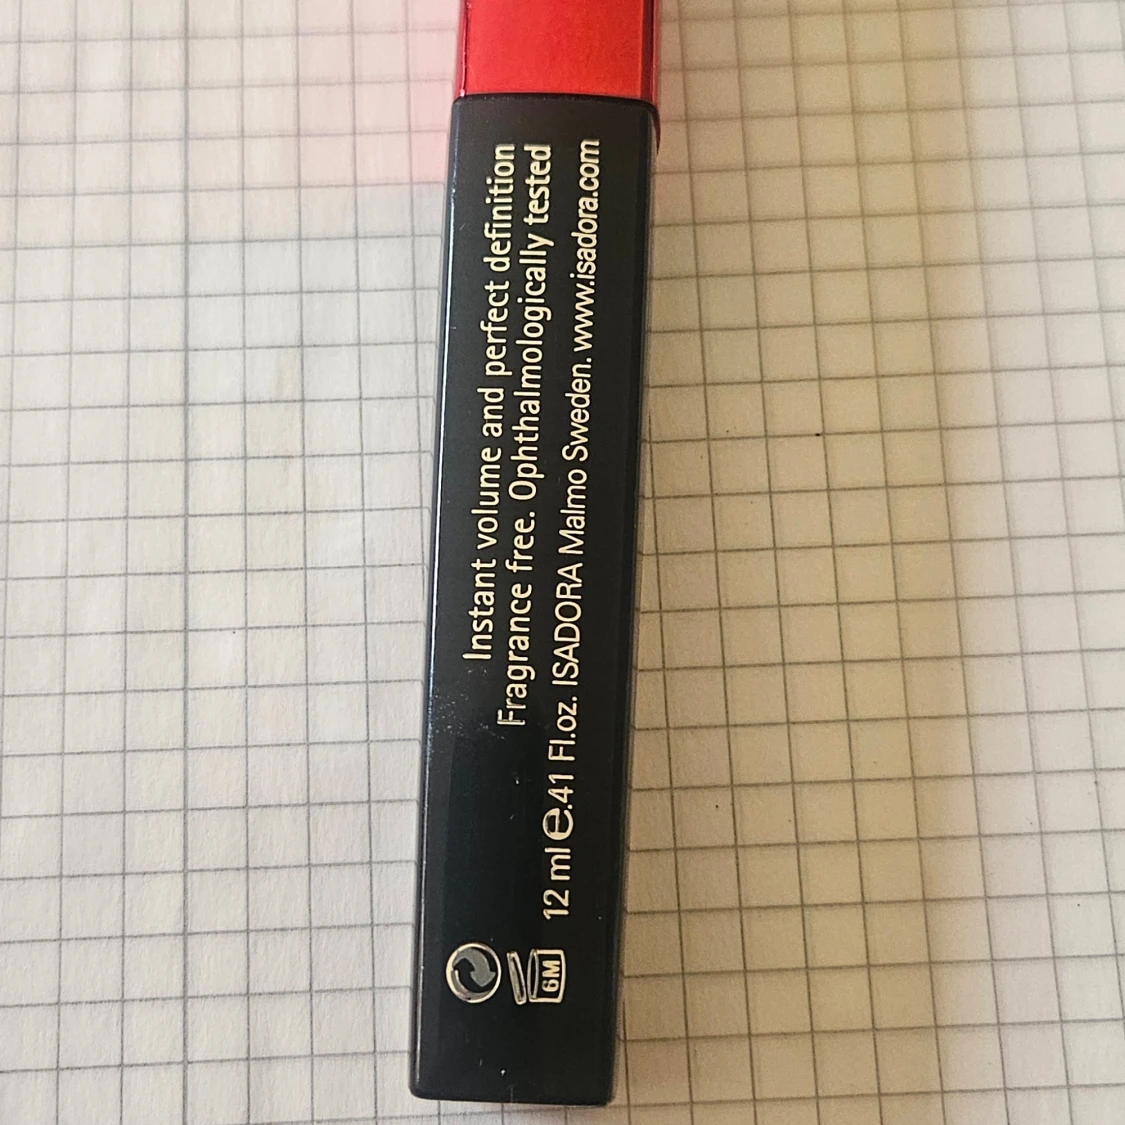 Instant volume and perfect definition
Fragrance free. Ophthalmologically tested
12 ml ℮.41 Fl.oz. ISADORA Malmo Sweden. www.isadora.com
6M